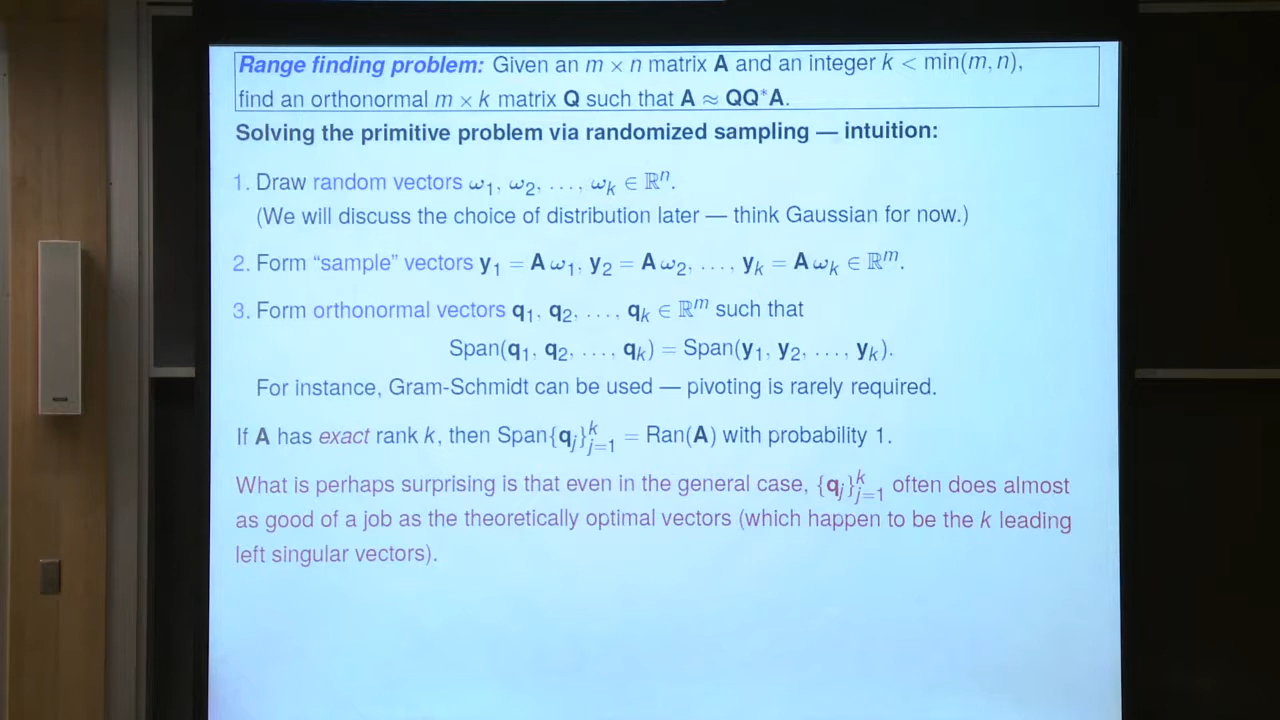 Range finding problem: Given an m × n matrix A and an integer k < min(m, n),
find an orthonormal m × k matrix Q such that A ≈ QQ*A.
Solving the primitive problem via randomized sampling — intuition:
1. Draw random vectors ω₁, ω₂, ..., ωₖ ∈ ℝⁿ.
(We will discuss the choice of distribution later — think Gaussian for now.)
2. Form “sample” vectors y₁ = Aω₁, y₂ = Aω₂, ..., yₖ = Aωₖ ∈ ℝᵐ.
3. Form orthonormal vectors q₁, q₂, ..., qₖ ∈ ℝᵐ such that
Span(q₁, q₂, ..., qₖ) = Span(y₁, y₂, ..., yₖ).
For instance, Gram-Schmidt can be used — pivoting is rarely required.
If A has exact rank k, then Span{qⱼ}ᵏⱼ₌₁ = Ran(A) with probability 1.
What is perhaps surprising is that even in the general case, {qⱼ}ᵏⱼ₌₁ often does almost
as good of a job as the theoretically optimal vectors (which happen to be the k leading
left singular vectors).